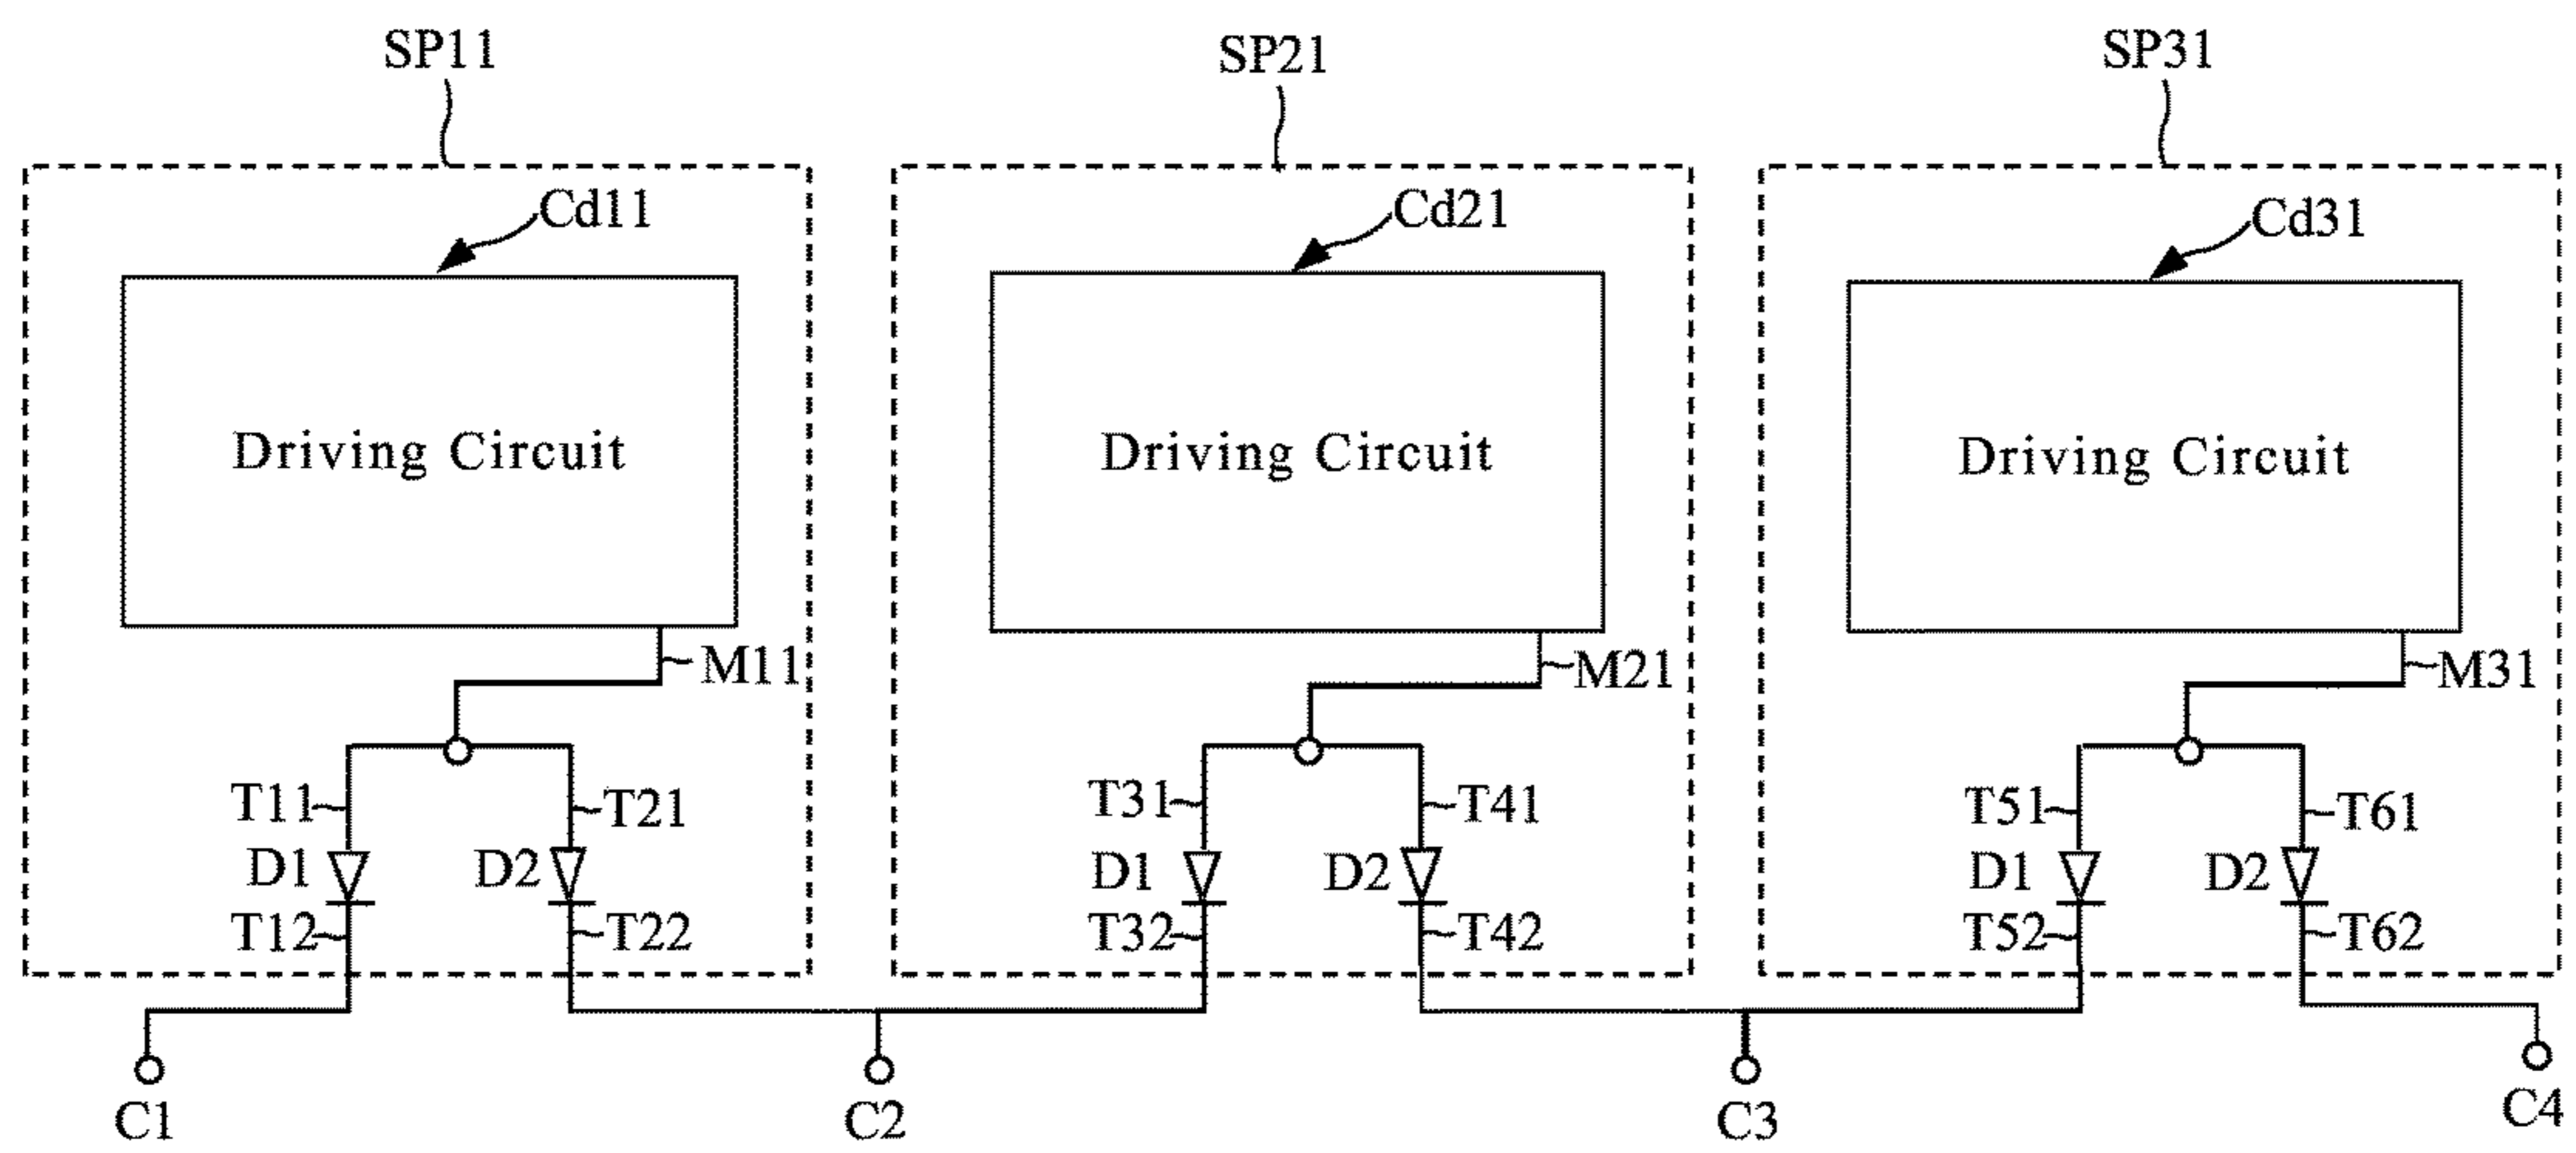 SP11 SP21 SP31
Cd11 Cd21 Cd31
Driving Circuit Driving Circuit Driving Circuit
M11 M21 M31
T11 T21 T31 T41 T51 T61
D1 D2 D1 D2 D1 D2
T12 T22 T32 T42 T52 T62
C1 C2 C3 C4